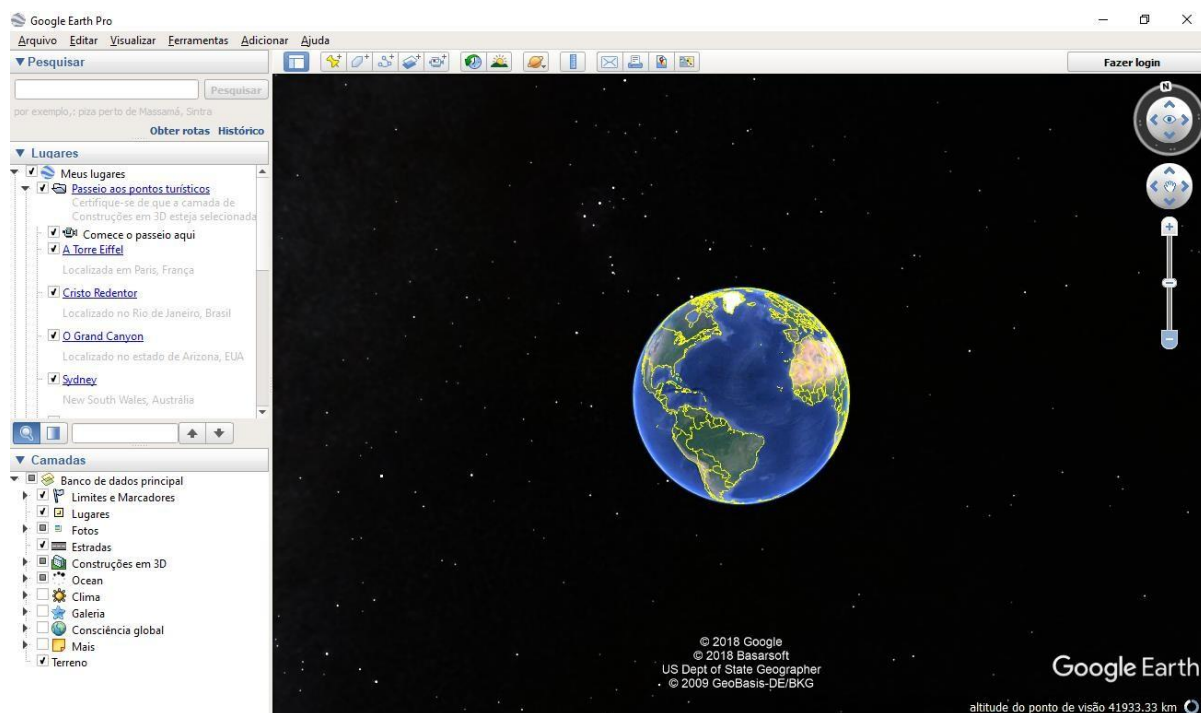 Google Earth Pro
Arquivo Editar Visualizar Ferramentas Adicionar Ajuda
Pesquisar
Fazer login
Pesquisar
por exemplo,: piza perto de Massamá, Sintra
Obter rotas Histórico
Lugares
Meus lugares
Passeio aos pontos turísticos
Certifique-se de que a camada de
Construções em 3D esteja selecionada
Comece o passeio aqui
A Torre Eiffel
Localizada em Paris, França
Cristo Redentor
Localizado no Rio de Janeiro, Brasil
O Grand Canyon
Localizado no estado de Arizona, EUA
Sydney
New South Wales, Austrália
Camadas
Banco de dados principal
Limites e Marcadores
Lugares
Fotos
Estradas
Construções em 3D
Ocean
Clima
Galeria
Consciência global
Mais
Terreno
N
© 2018 Google
© 2018 Basarsoft
US Dept of State Geographer
© 2009 GeoBasis-DE/BKG
Google Earth
altitude do ponto de visão 41933.33 km